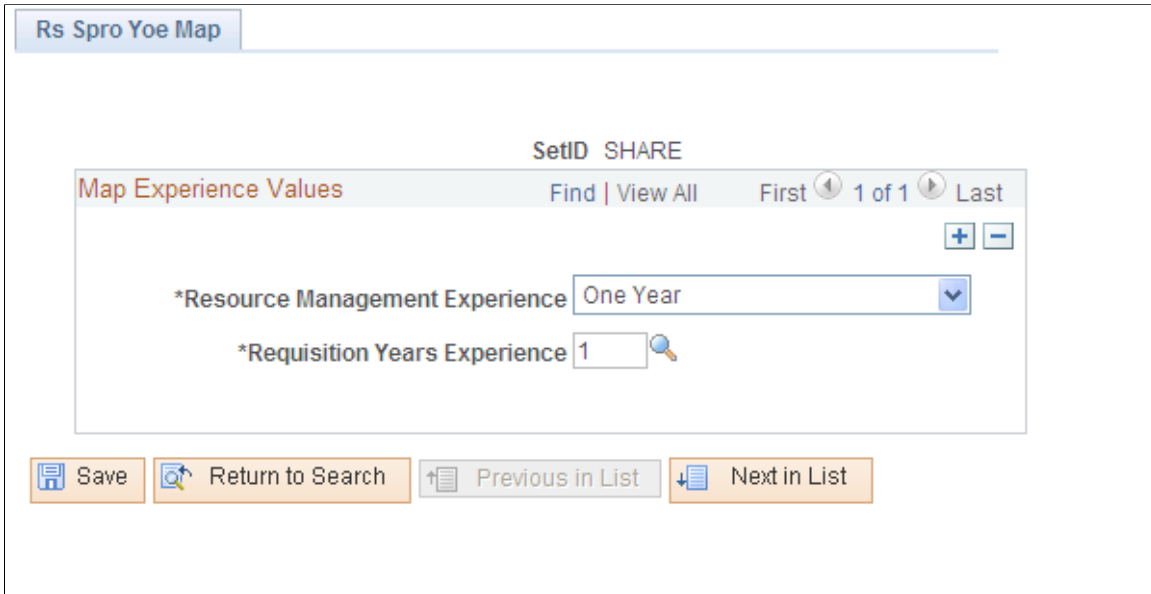 Rs Spro Yoe Map
SetID SHARE
Map Experience Values Find | View All First 1 of 1 Last
*Resource Management Experience One Year
*Requisition Years Experience 1
Save Return to Search Previous in List Next in List